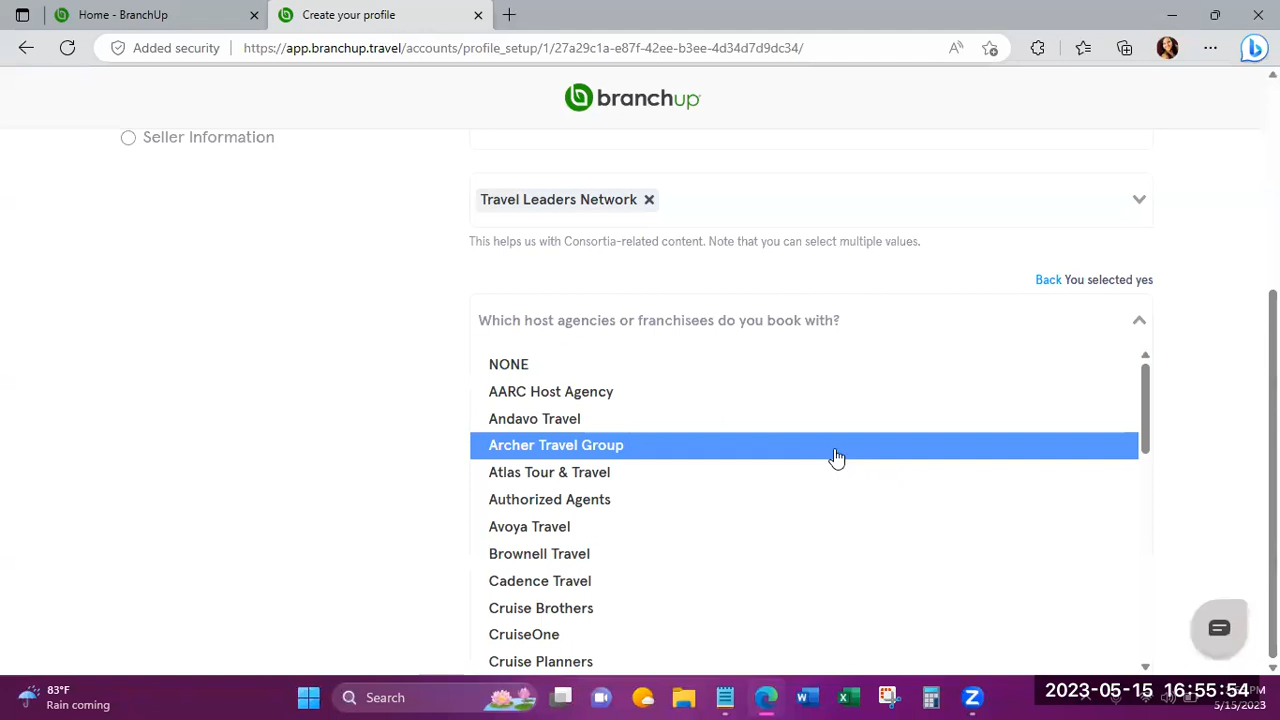 Home - BranchUp
Create your profile
Added security
https://app.branchup.travel/accounts/profile_setup/1/27a29c1a-e87f-42ee-b3ee-4d34d7d9dc34/
branchup
Seller Information
Travel Leaders Network
This helps us with Consortia-related content. Note that you can select multiple values.
Back You selected yes
Which host agencies or franchisees do you book with?
NONE
AARC Host Agency
Andavo Travel
Archer Travel Group
Atlas Tour & Travel
Authorized Agents
Avoya Travel
Brownell Travel
Cadence Travel
Cruise Brothers
CruiseOne
Cruise Planners
83°F
Rain coming
Search
2023-05-15 16:55:54
PM
5/15/2023